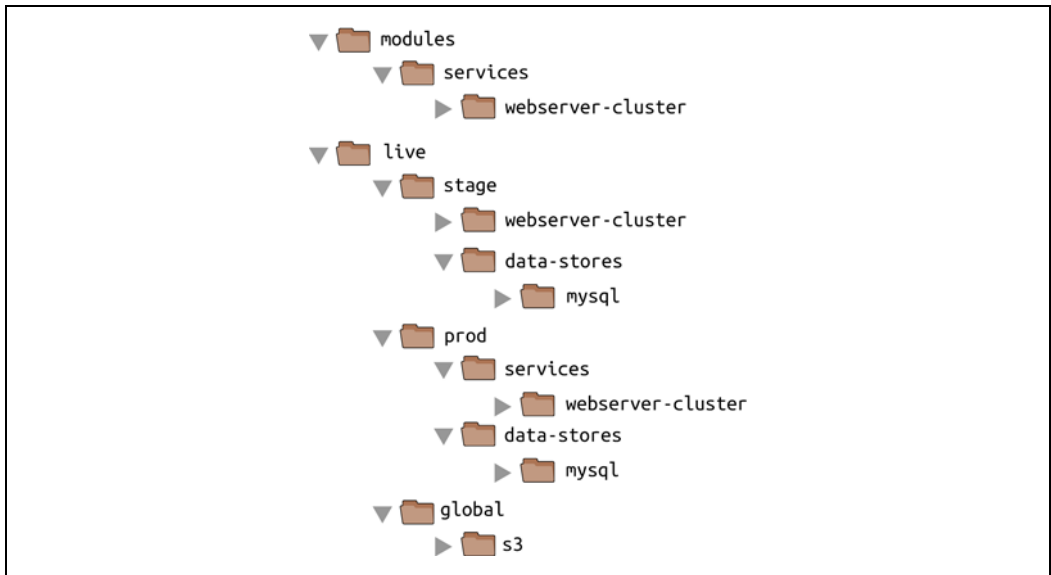 modules
services
webserver-cluster
live
stage
webserver-cluster
data-stores
mysql
prod
services
webserver-cluster
data-stores
mysql
global
s3